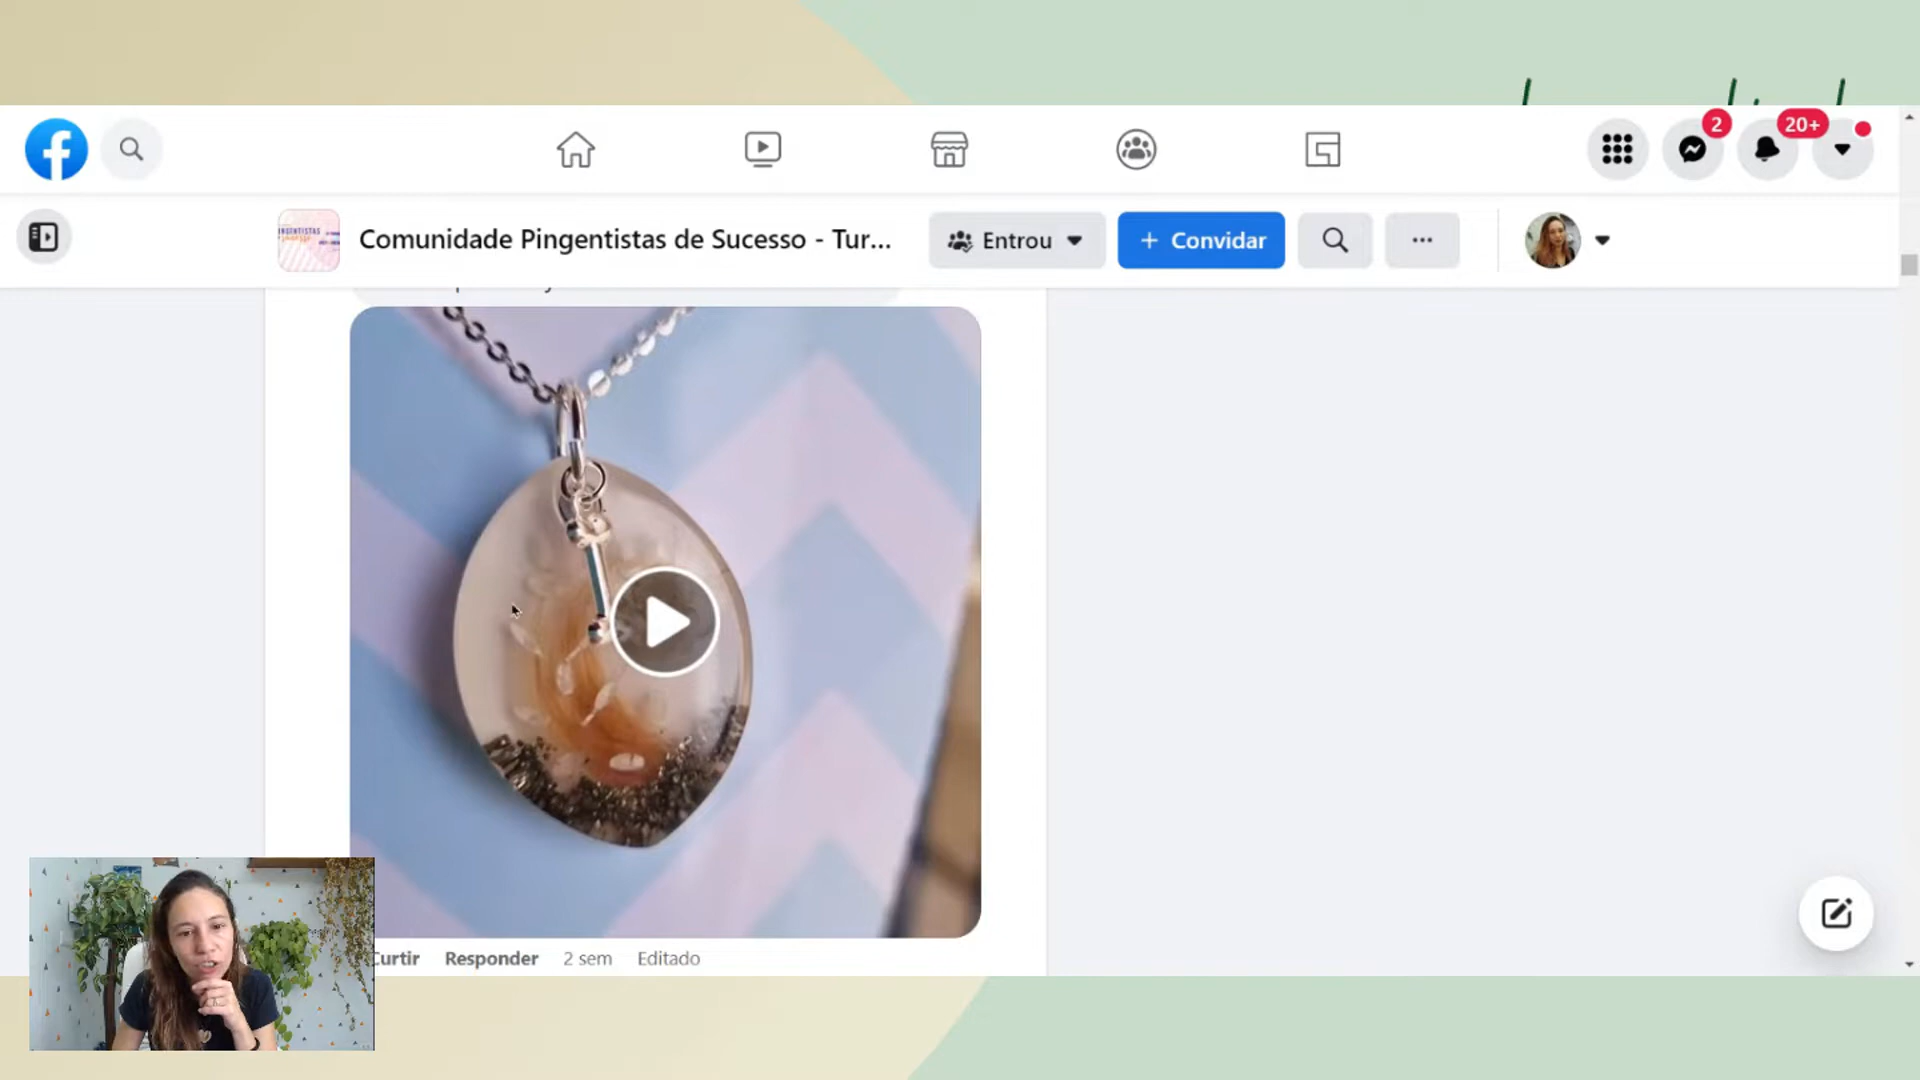 2
20+
Comunidade Pingentistas de Sucesso - Tur...
Entrou
+ Convidar
Curtir Responder 2 sem Editado